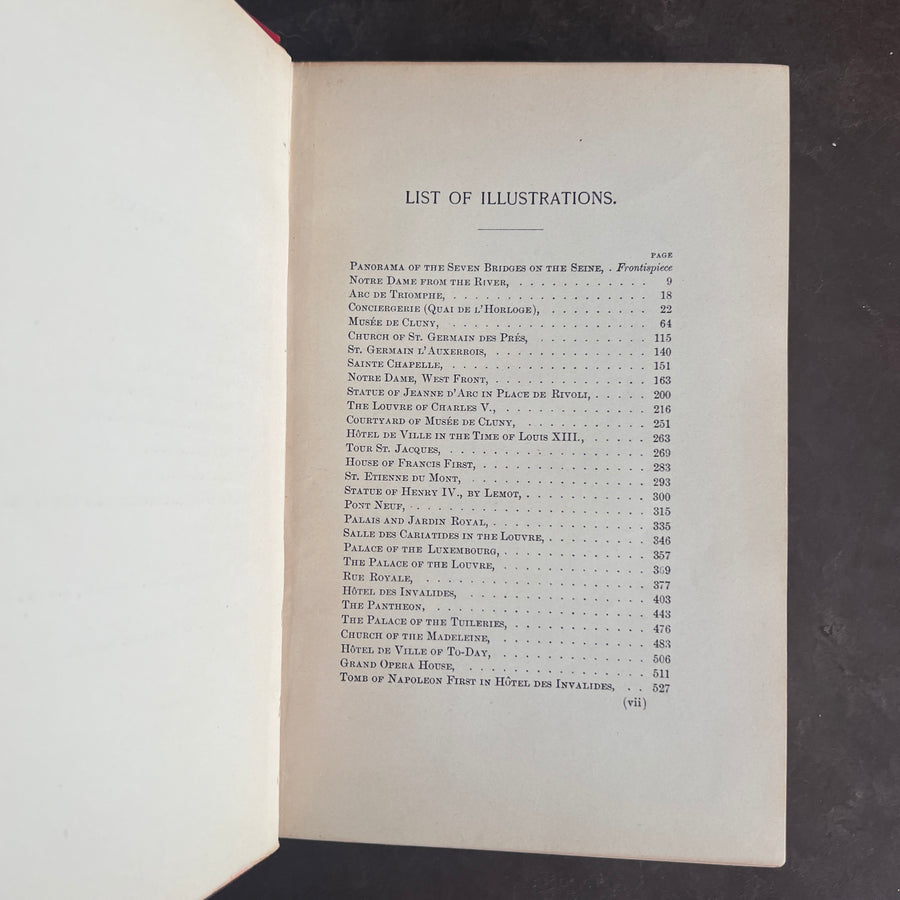 LIST OF ILLUSTRATIONS.
PAGE
PANORAMA OF THE SEVEN BRIDGES ON THE SEINE, . Frontispiece
NOTRE DAME FROM THE RIVER, . . . . . . . . . . 9
ARC DE TRIOMPHE, . . . . . . . . . . . . . . . 18
CONCIERGERIE (QUAI DE L'HORLOGE), . . . . . . . . 22
MUSÉE DE CLUNY, . . . . . . . . . . . . . . . 64
CHURCH OF ST. GERMAIN DES PRÉS, . . . . . . . . . 115
ST. GERMAIN L'AUXERROIS, . . . . . . . . . . . . 140
SAINTE CHAPELLE, . . . . . . . . . . . . . . . 151
NOTRE DAME, WEST FRONT, . . . . . . . . . . . . 163
STATUE OF JEANNE D'ARC IN PLACE DE RIVOLI, . . . . . 200
THE LOUVRE OF CHARLES V., . . . . . . . . . . . 216
COURTYARD OF MUSÉE DE CLUNY, . . . . . . . . . . 251
HÔTEL DE VILLE IN THE TIME OF LOUIS XIII., . . . . . 263
TOUR ST. JACQUES, . . . . . . . . . . . . . . . 269
HOUSE OF FRANCIS FIRST, . . . . . . . . . . . . 283
ST. ETIENNE DU MONT, . . . . . . . . . . . . . 293
STATUE OF HENRY IV., BY LEMOT, . . . . . . . . . . 300
PONT NEUF, . . . . . . . . . . . . . . . . . 315
PALAIS AND JARDIN ROYAL, . . . . . . . . . . . . 335
SALLE DES CARIATIDES IN THE LOUVRE, . . . . . . . . 346
PALACE OF THE LUXEMBOURG, . . . . . . . . . . . 357
THE PALACE OF THE LOUVRE, . . . . . . . . . . .
RUE ROYALE, . . . . . . . . . . . . . . . . . 377
HÔTEL DES INVALIDES, . . . . . . . . . . . . . . 403
THE PANTHEON, . . . . . . . . . . . . . . . . 443
THE PALACE OF THE TUILERIES, . . . . . . . . . . 476
CHURCH OF THE MADELEINE, . . . . . . . . . . . . 483
HÔTEL DE VILLE OF TO-DAY, . . . . . . . . . . . . 506
GRAND OPERA HOUSE, . . . . . . . . . . . . . . 511
TOMB OF NAPOLEON FIRST IN HÔTEL DES INVALIDES, . . 527
(vii)